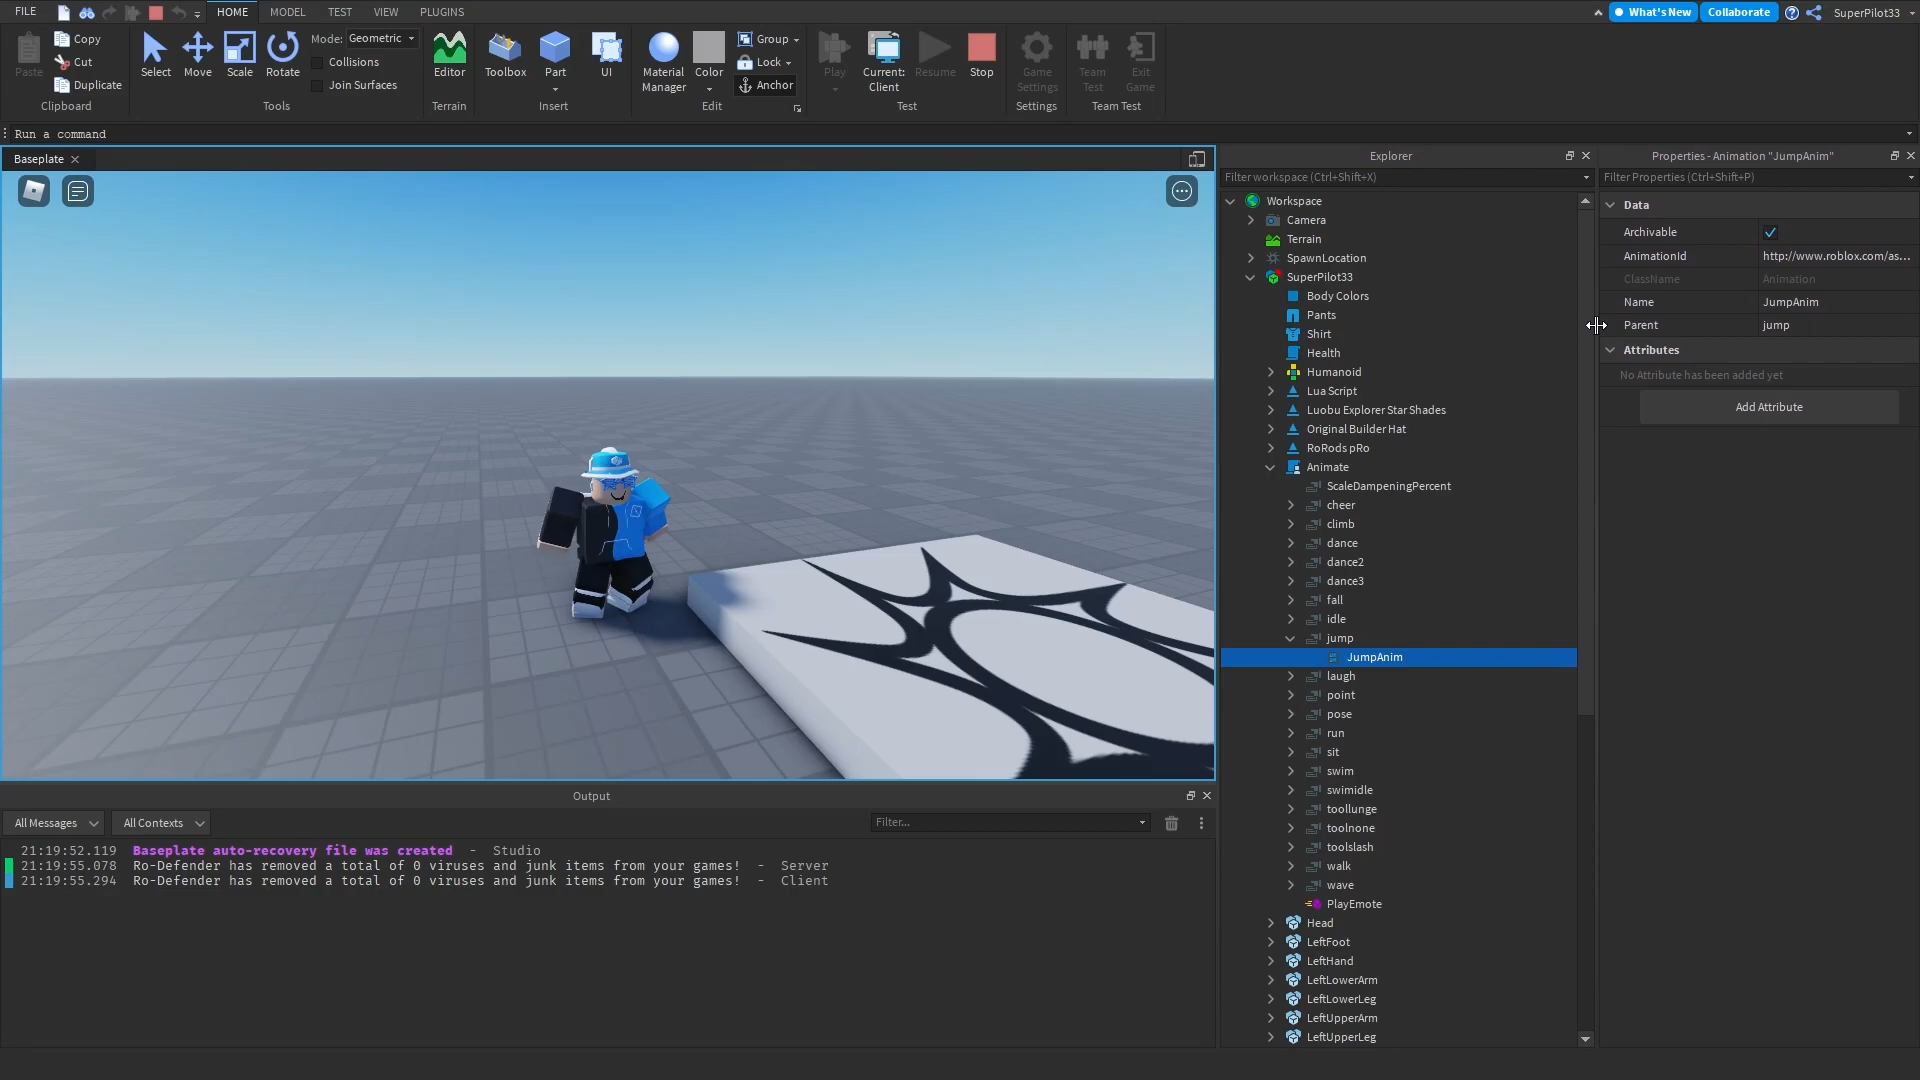 FILE HOME MODEL TEST VIEW PLUGINS What's New Collaborate SuperPilot33
Paste Copy Cut Duplicate
Clipboard
Select Move Scale Rotate Mode: Geometric Collisions Join Surfaces
Tools
Editor
Terrain
Toolbox Part UI
Insert
Material Manager Color Group Lock Anchor
Edit
Play Current: Client Resume Stop
Test
Game Settings
Settings
Team Test Exit Game
Team Test
Run a command
Baseplate
Explorer
Filter workspace (Ctrl+Shift+X)
Workspace
Camera
Terrain
SpawnLocation
SuperPilot33
Body Colors
Pants
Shirt
Health
Humanoid
Lua Script
Luobu Explorer Star Shades
Original Builder Hat
RoRods pRo
Animate
ScaleDampeningPercent
cheer
climb
dance
dance2
dance3
fall
idle
jump
JumpAnim
laugh
point
pose
run
sit
swim
swimidle
toollunge
toolnone
toolslash
walk
wave
PlayEmote
Head
LeftFoot
LeftHand
LeftLowerArm
LeftLowerLeg
LeftUpperArm
LeftUpperLeg
Properties - Animation "JumpAnim"
Filter Properties (Ctrl+Shift+P)
Data
Archivable
AnimationId http://www.roblox.com/as...
ClassName Animation
Name JumpAnim
Parent jump
Attributes
No Attribute has been added yet
Add Attribute
Output
All Messages All Contexts Filter...
21:19:52.119 Baseplate auto-recovery file was created - Studio
21:19:55.078 Ro-Defender has removed a total of 0 viruses and junk items from your games! - Server
21:19:55.294 Ro-Defender has removed a total of 0 viruses and junk items from your games! - Client